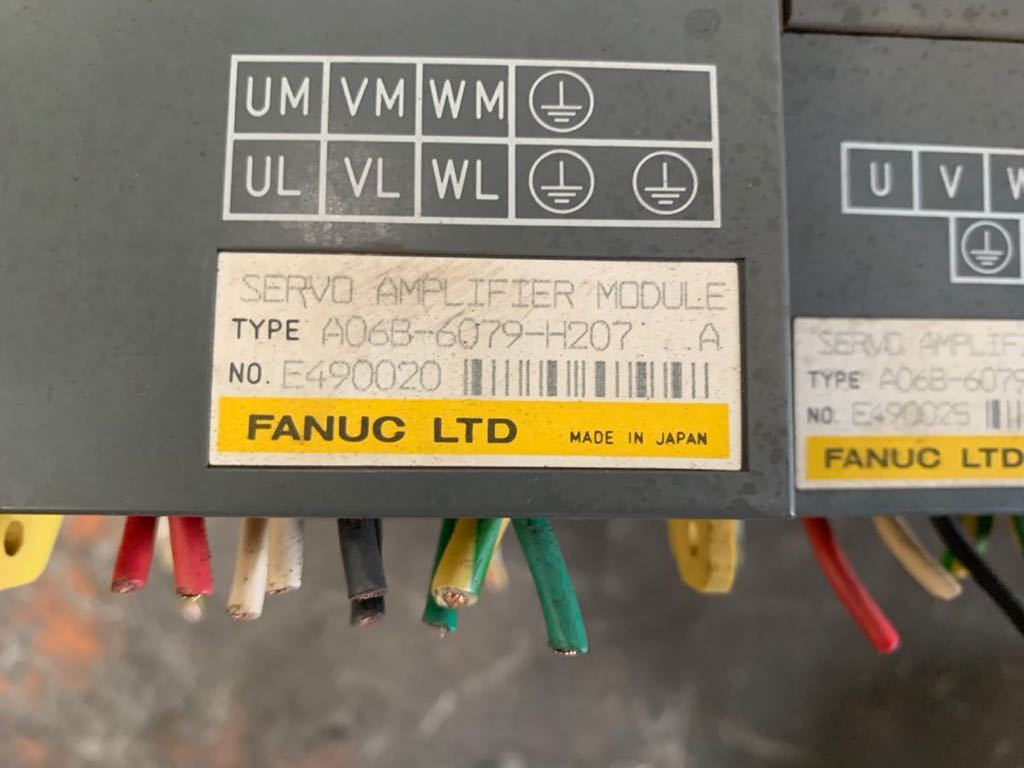 UM VM WM
UL VL WL
SERVO AMPLIFIER MODULE
TYPE A06B-6079-H207 A
NO. E490020
FANUC LTD MADE IN JAPAN
U V W
SERVO AMPLIF
TYPE A06B-6079
NO. E490025
FANUC LTD